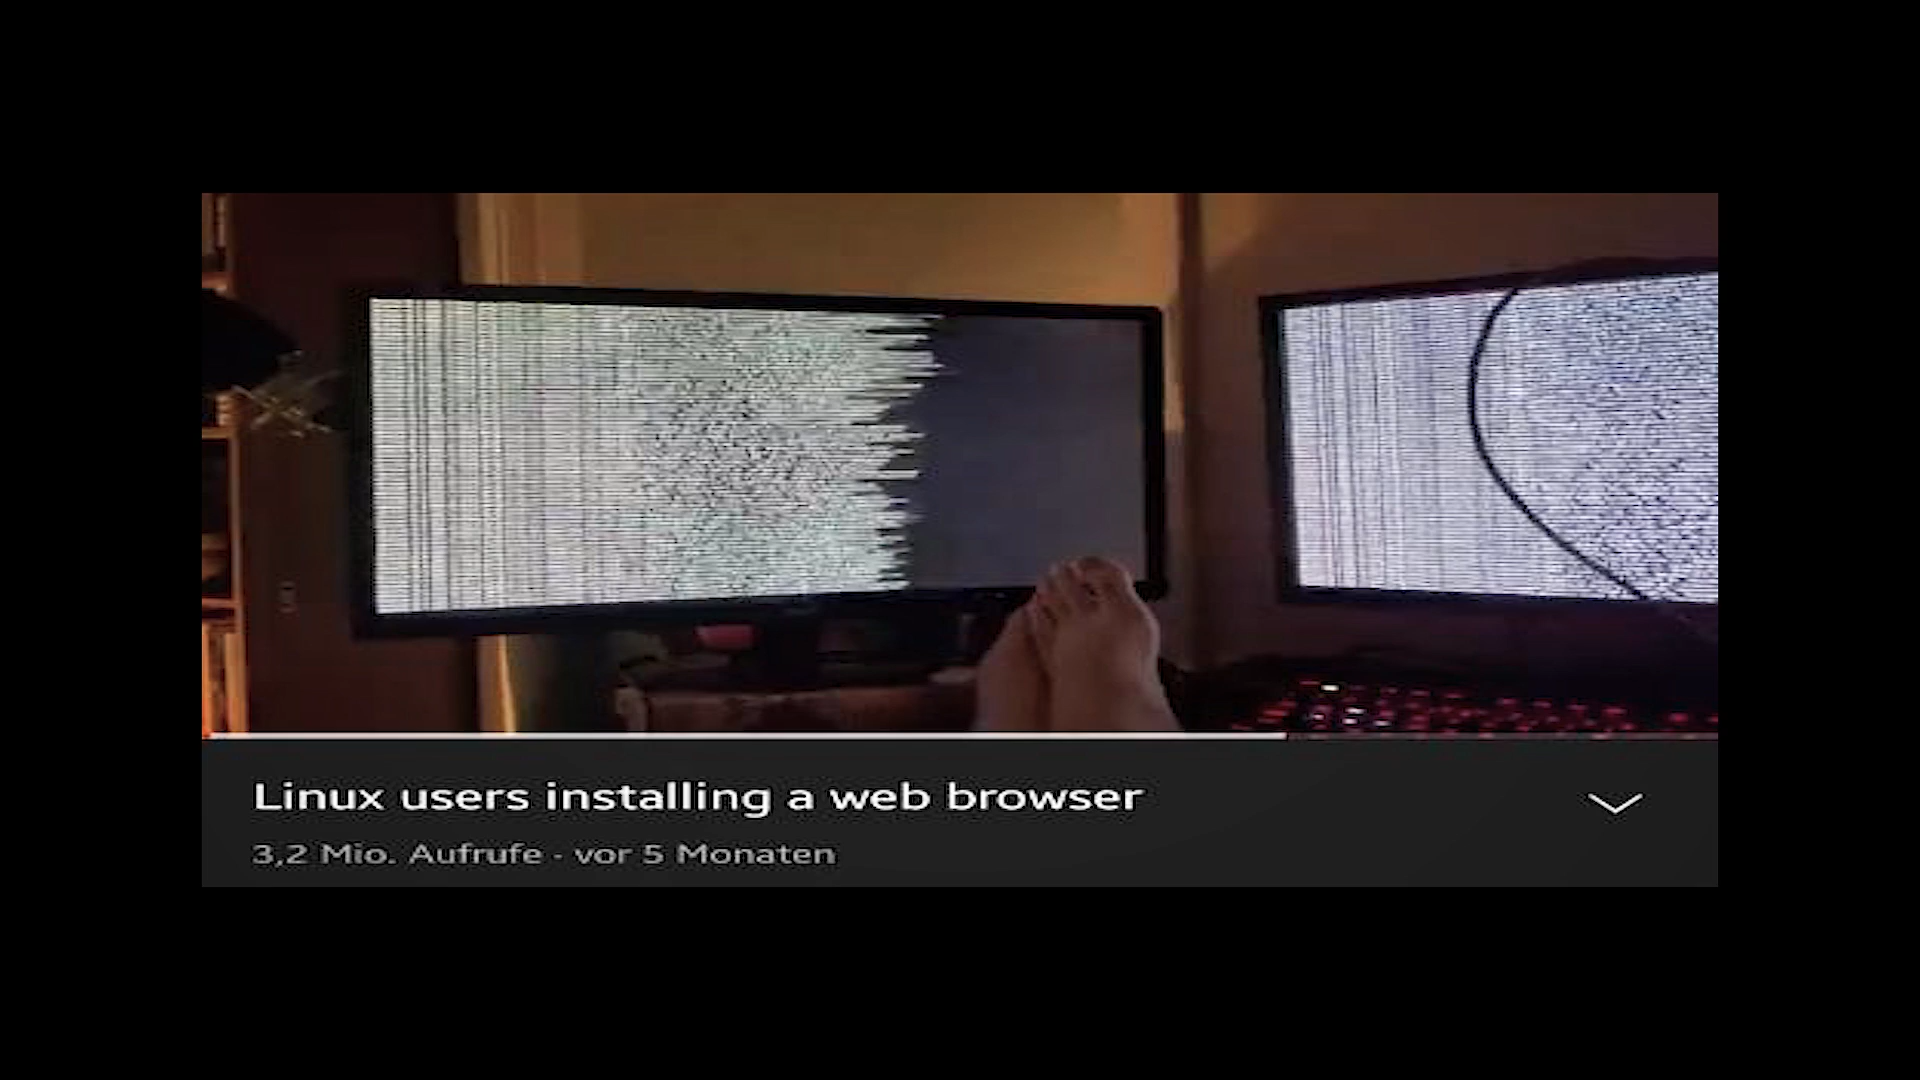 Linux users installing a web browser
3,2 Mio. Aufrufe - vor 5 Monaten